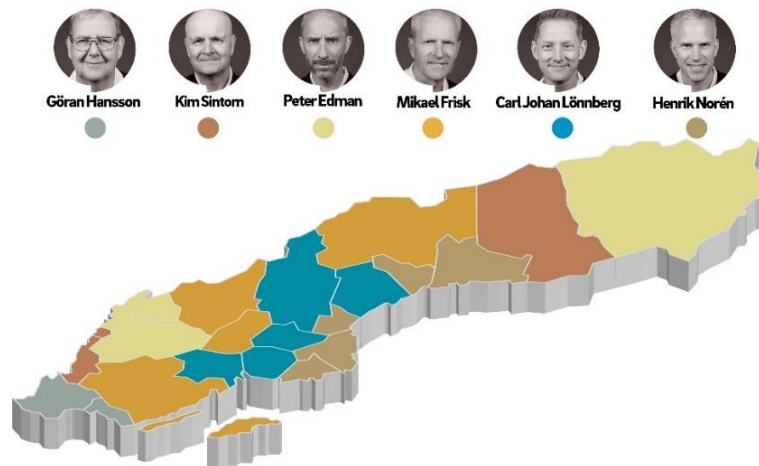 Göran Hansson
Kim Sintorn
Peter Edman
Mikael Frisk
Carl Johan Lönnberg
Henrik Norén